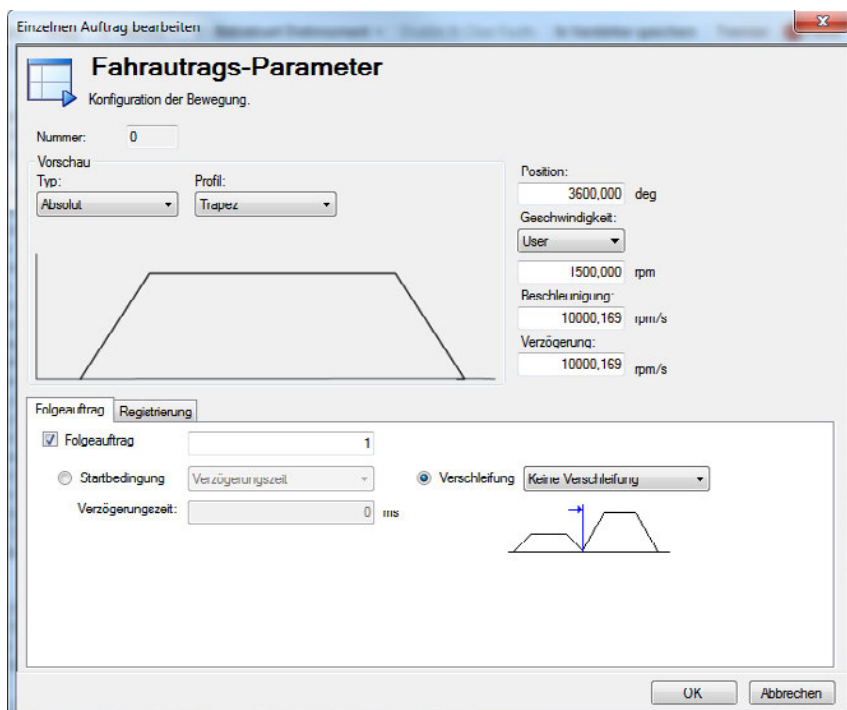 Einzelnen Auftrag bearbeiten
Fahrautrags-Parameter
Konfiguration der Bewegung.
Nummer: 0
Vorschau
Typ: Profil:
Absolut Trapez
Position:
3600,000 deg
Geschwindigkeit:
User
1500,000 rpm
Beschleunigung:
10000,169 rpm/s
Verzögerung:
10000,169 rpm/s
Folgeauftrag Registrierung
Folgeauftrag 1
Startbedingung Verzögerungszeit Verschleifung Keine Verschleifung
Verzögerungszeit: 0 ms
OK Abbrechen